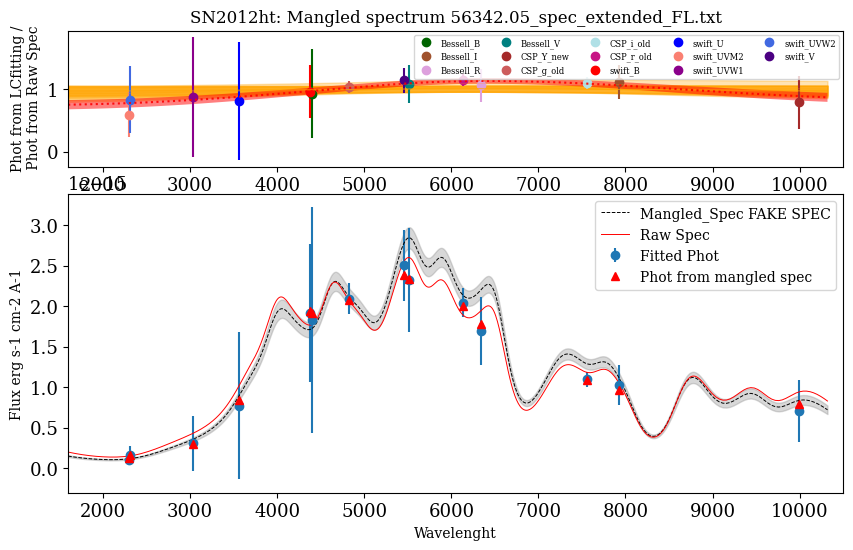 SN2012ht: Mangled spectrum 56342.05_spec_extended_FL.txt
Phot from LCfitting /
Phot from Raw Spec
1
0
Bessell_B Bessell_V CSP_i_old swift_U swift_UVW2
Bessell_I CSP_Y_new CSP_r_old swift_UVM2 swift_V
Bessell_R CSP_g_old swift_B swift_UVW1
2000 3000 4000 5000 6000 7000 8000 9000 10000
1e−15
Flux erg s-1 cm-2 A-1
3.0
2.5
2.0
1.5
1.0
0.5
0.0
Mangled_Spec FAKE SPEC
Raw Spec
Fitted Phot
Phot from mangled spec
2000 3000 4000 5000 6000 7000 8000 9000 10000
Wavelenght